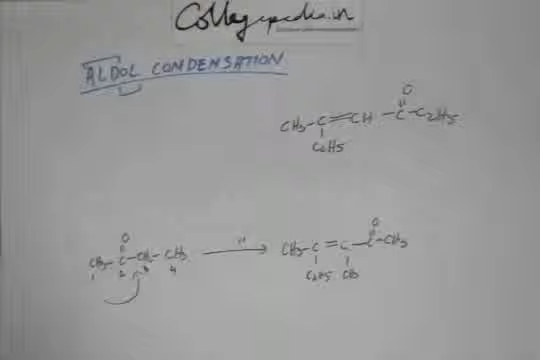 Collegepedia.in
ALDOL CONDENSATION
O
CH3-C=CH-C-C2H5
C2H5
O
CH3-C-CH2-CH3
1 2 3 4
O
CH3-C=C-C-CH3
C2H5 CH3